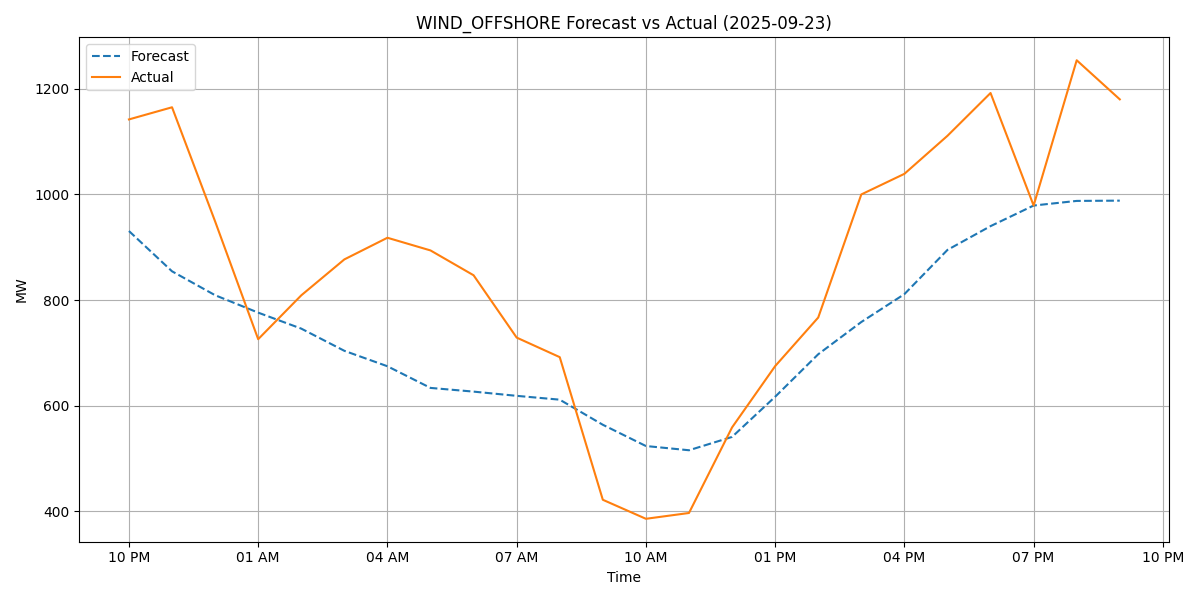 WIND_OFFSHORE Forecast vs Actual (2025-09-23)
Forecast
Actual
MW
1200
1000
800
600
400
10 PM 01 AM 04 AM 07 AM 10 AM 01 PM 04 PM 07 PM 10 PM
Time